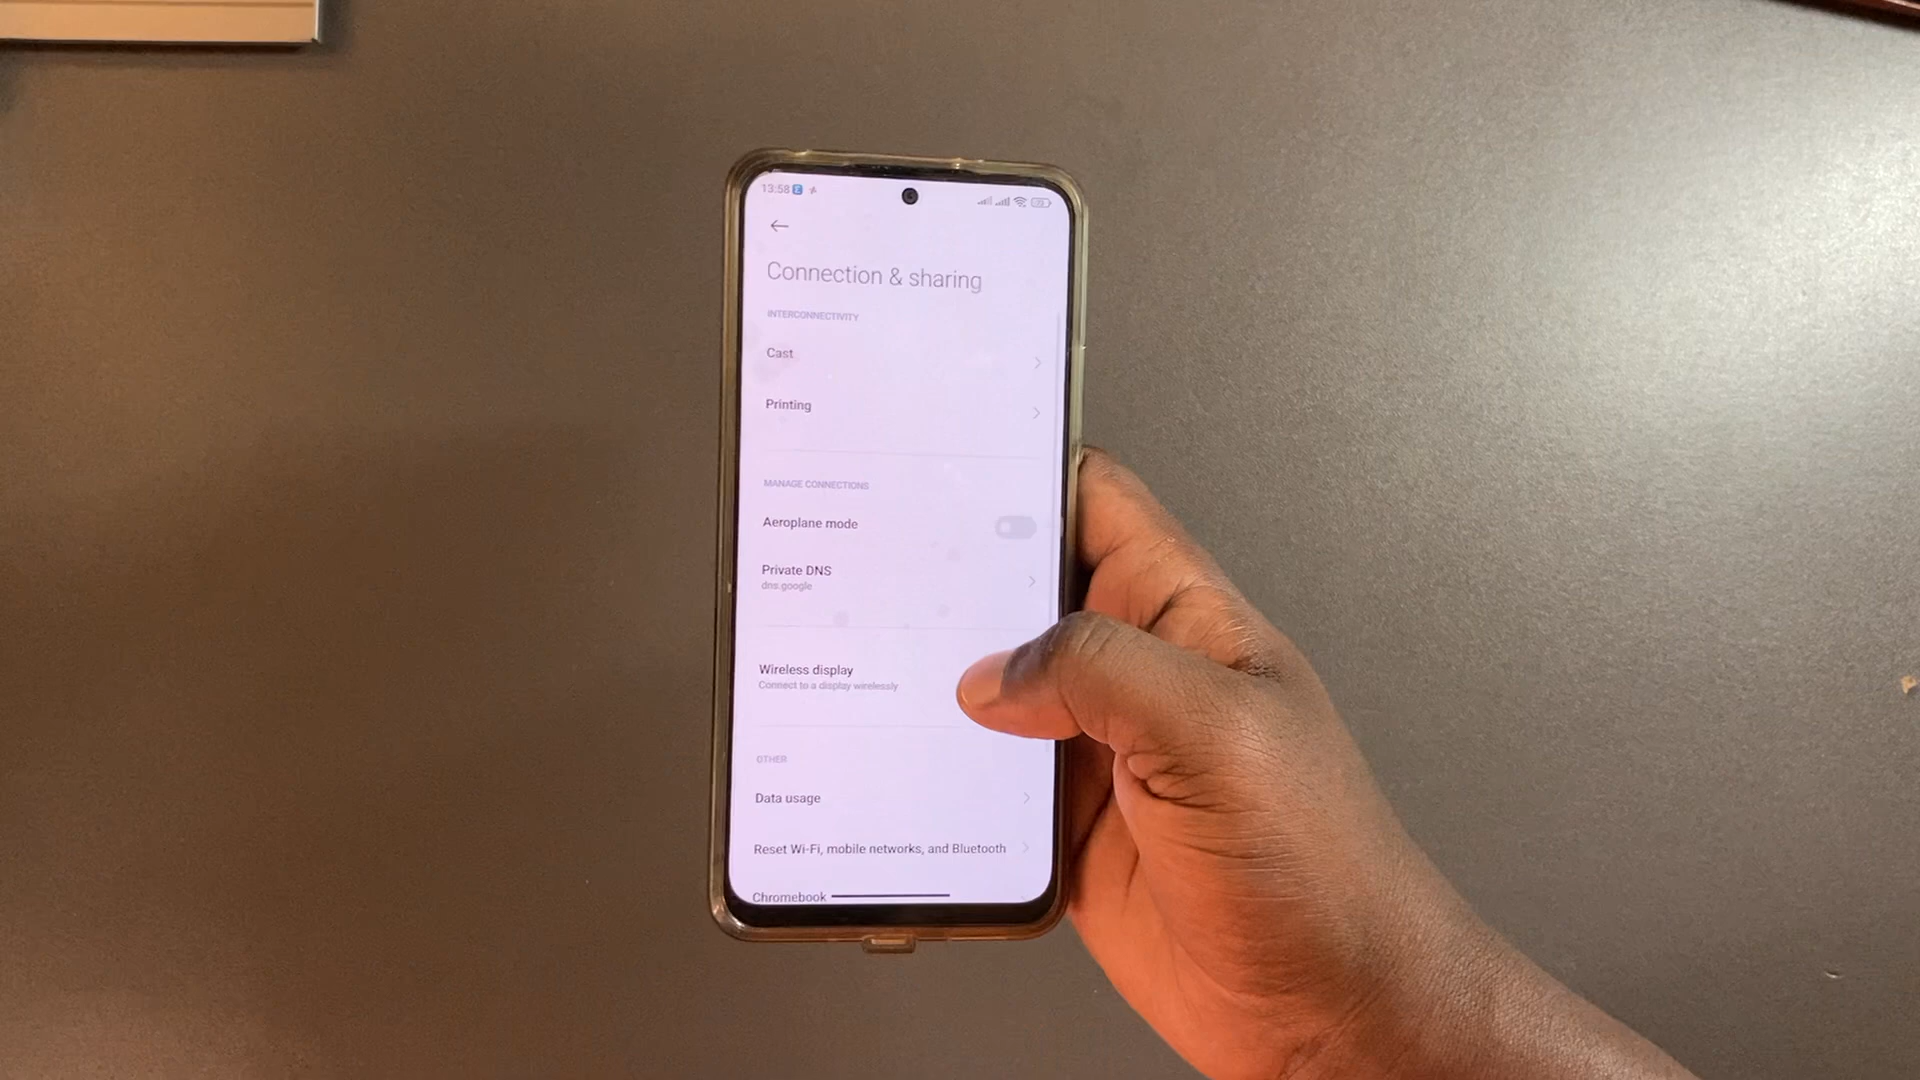 13:58
Connection & sharing
INTERCONNECTIVITY
Cast
Printing
MANAGE CONNECTIONS
Aeroplane mode
Private DNS
dns.google
Wireless display
Connect to a display wirelessly
OTHER
Data usage
Reset Wi-Fi, mobile networks, and Bluetooth
Chromebook